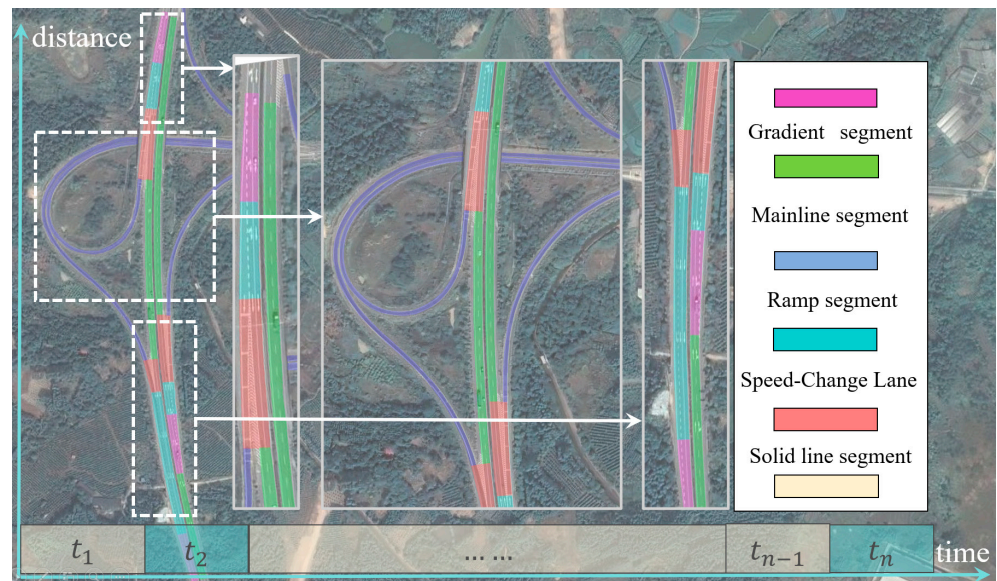 distance
Gradient segment
Mainline segment
Ramp segment
Speed-Change Lane
Solid line segment
t1 t2 ... ... tn−1 tn time